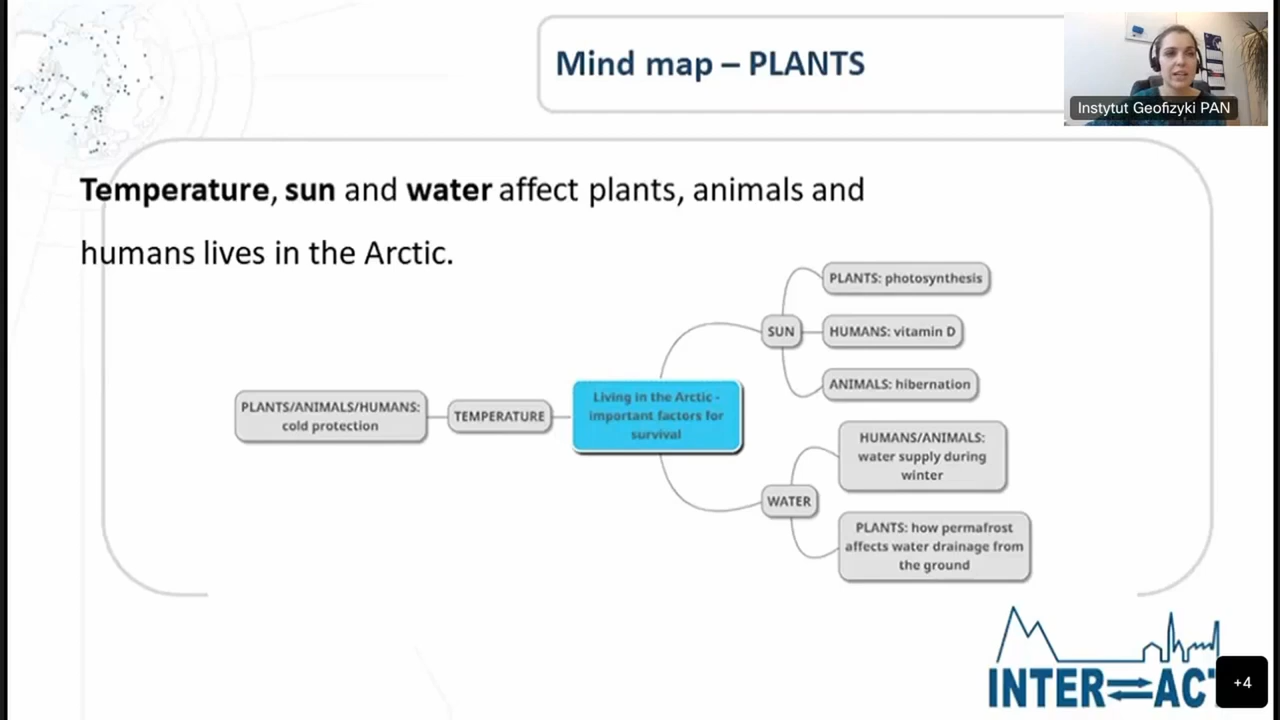 Mind map – PLANTS
Instytut Geofizyki PAN
Temperature, sun and water affect plants, animals and
humans lives in the Arctic.
PLANTS: photosynthesis
SUN
HUMANS: vitamin D
ANIMALS: hibernation
PLANTS/ANIMALS/HUMANS:
cold protection
TEMPERATURE
Living in the Arctic -
important factors for
survival
HUMANS/ANIMALS:
water supply during
winter
WATER
PLANTS: how permafrost
affects water drainage from
the ground
INTER⇌ACT
+4